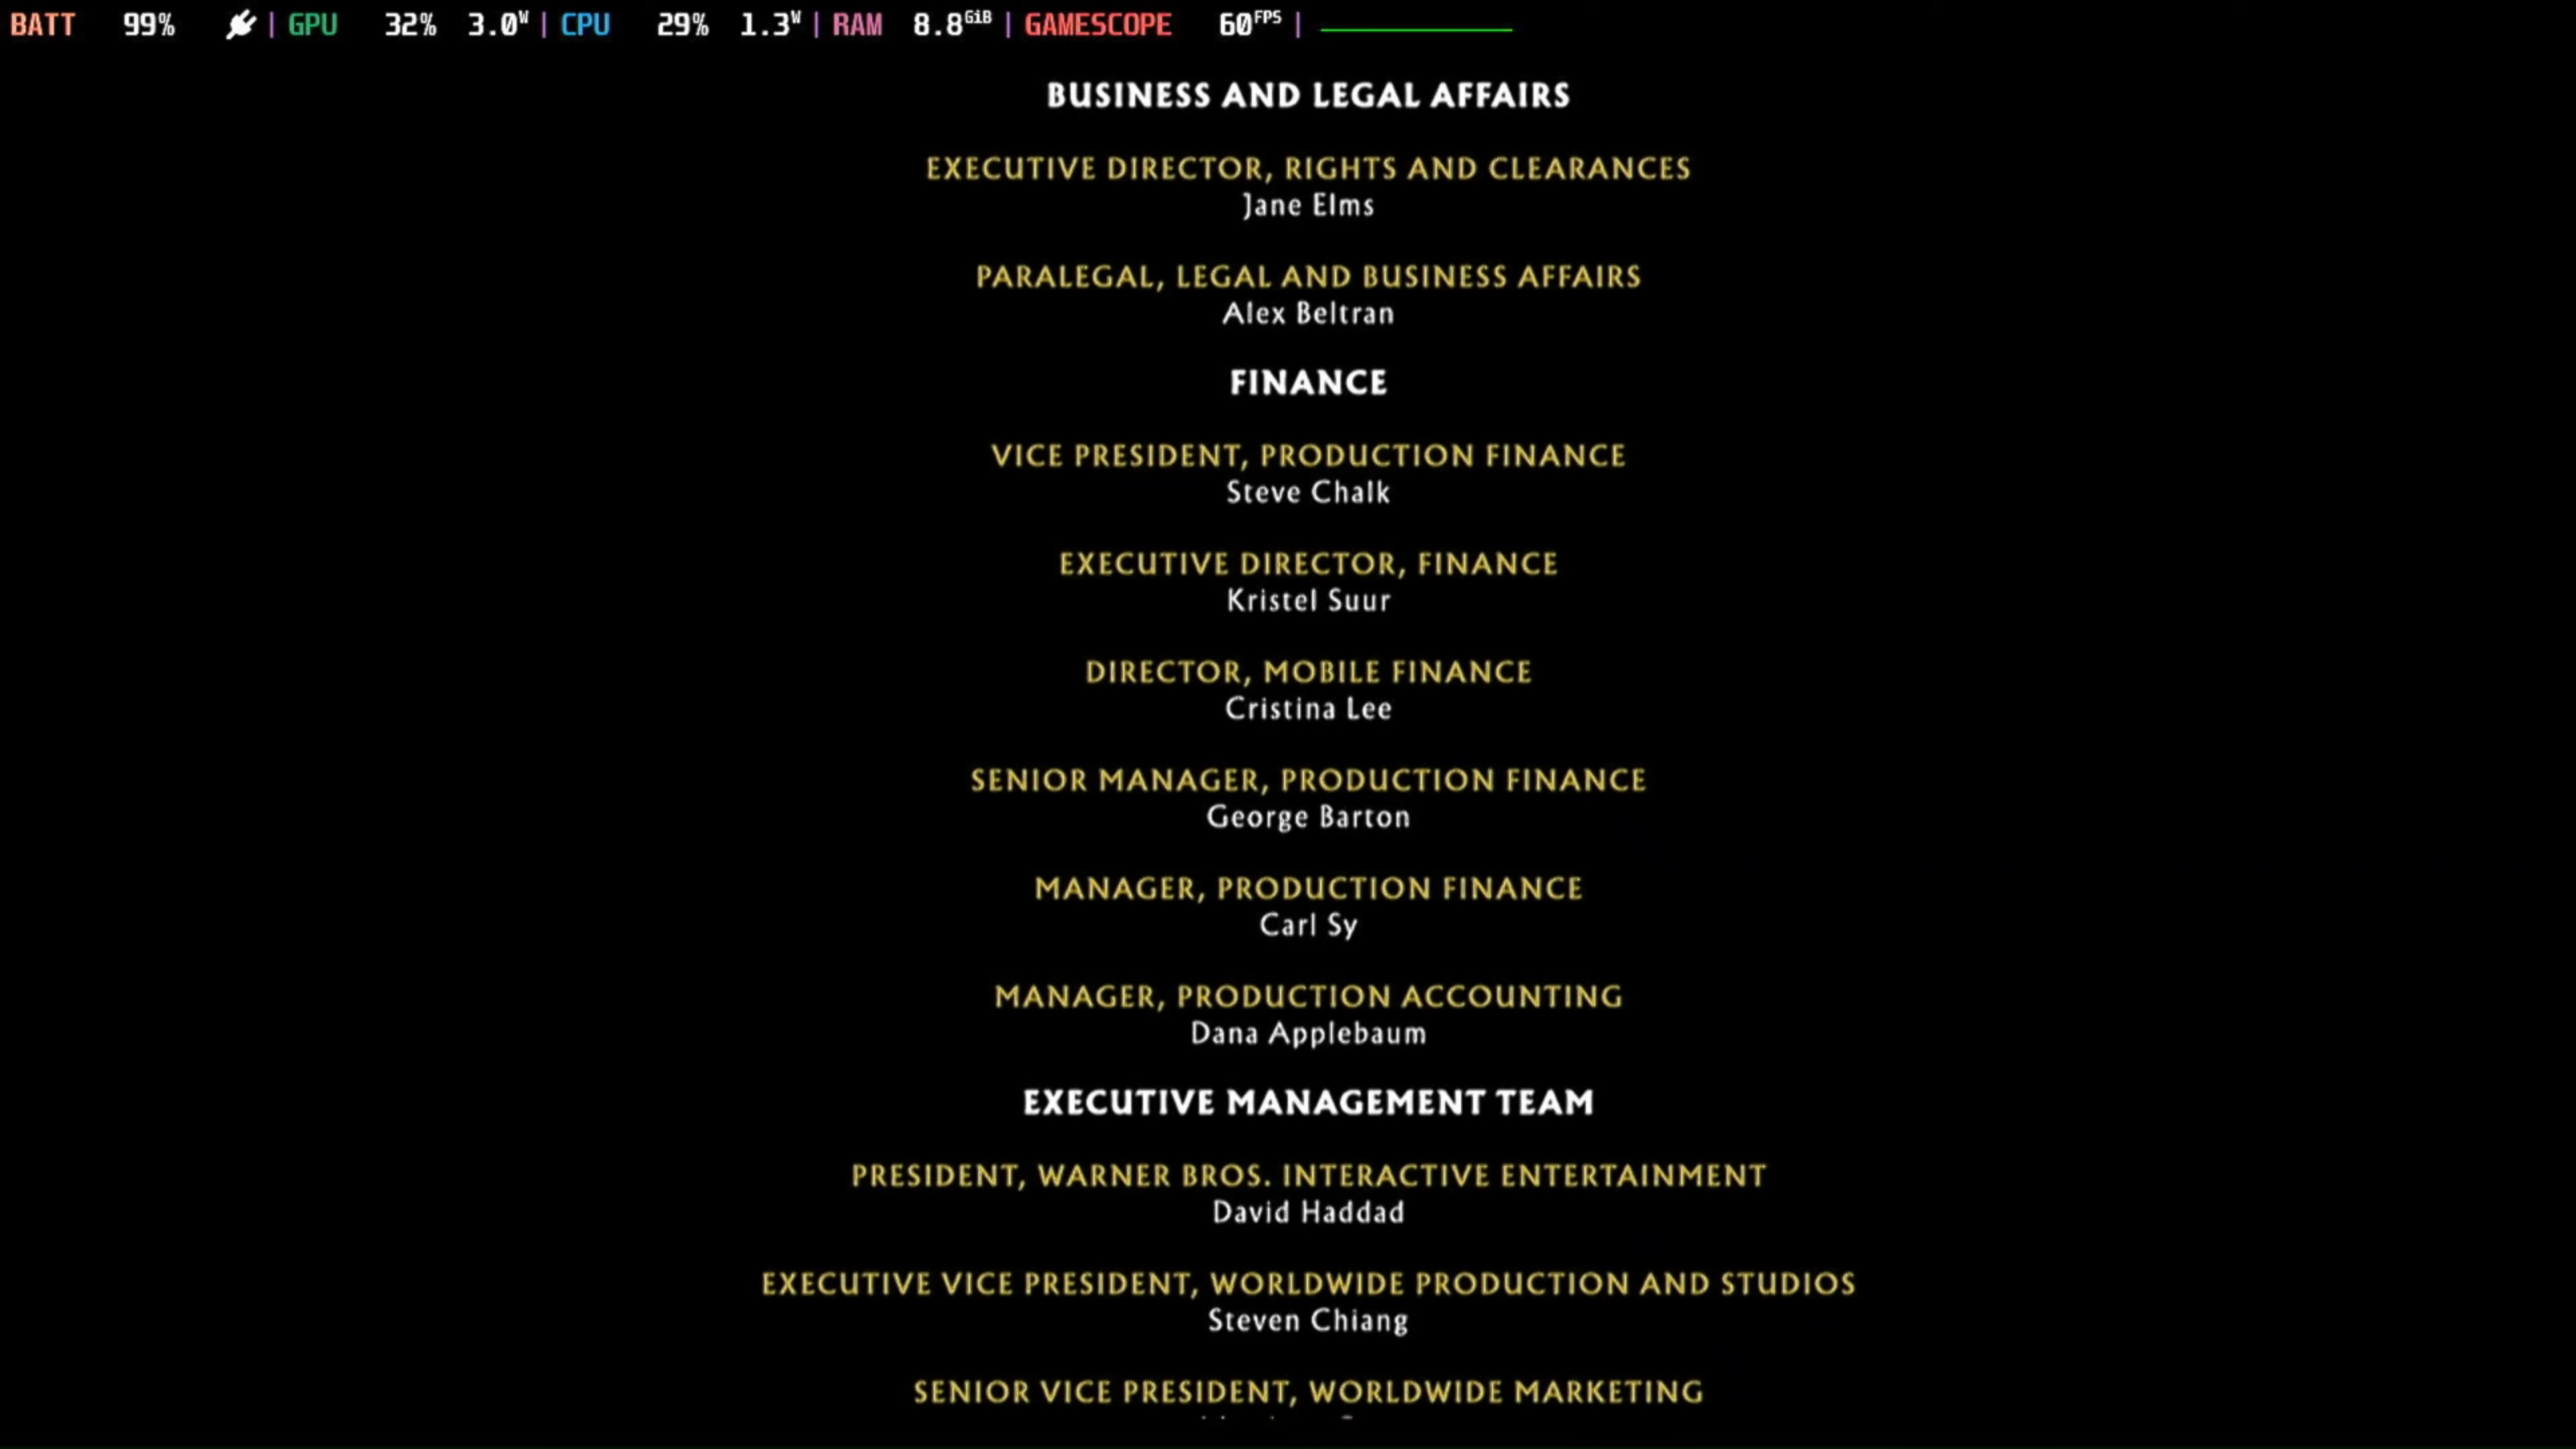 BATT 99% | GPU 32% 3.0W | CPU 29% 1.3W | RAM 8.8GiB | GAMESCOPE 60FPS |
BUSINESS AND LEGAL AFFAIRS
EXECUTIVE DIRECTOR, RIGHTS AND CLEARANCES
Jane Elms
PARALEGAL, LEGAL AND BUSINESS AFFAIRS
Alex Beltran
FINANCE
VICE PRESIDENT, PRODUCTION FINANCE
Steve Chalk
EXECUTIVE DIRECTOR, FINANCE
Kristel Suur
DIRECTOR, MOBILE FINANCE
Cristina Lee
SENIOR MANAGER, PRODUCTION FINANCE
George Barton
MANAGER, PRODUCTION FINANCE
Carl Sy
MANAGER, PRODUCTION ACCOUNTING
Dana Applebaum
EXECUTIVE MANAGEMENT TEAM
PRESIDENT, WARNER BROS. INTERACTIVE ENTERTAINMENT
David Haddad
EXECUTIVE VICE PRESIDENT, WORLDWIDE PRODUCTION AND STUDIOS
Steven Chiang
SENIOR VICE PRESIDENT, WORLDWIDE MARKETING